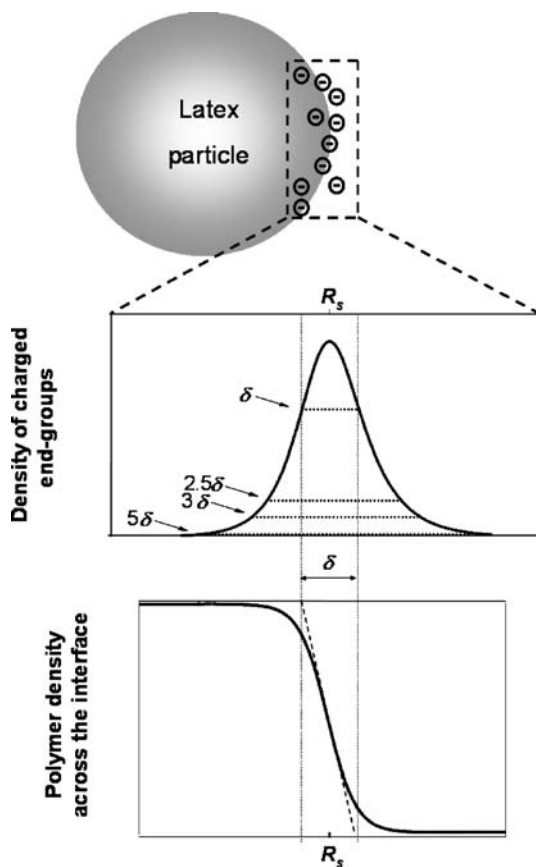 Latex
particle
R_s
Density of charged
end-groups
δ
2.5δ
3δ
5δ
δ
Polymer density
across the interface
R_s